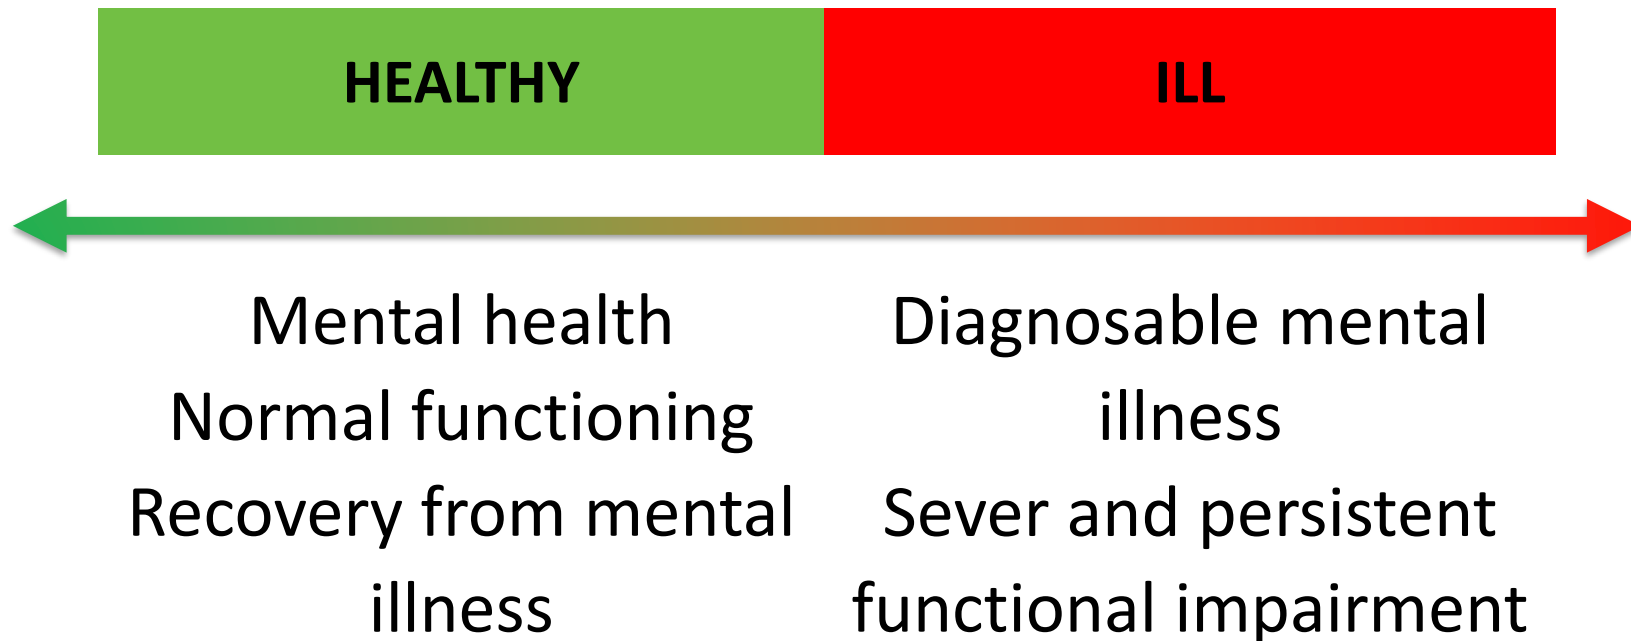 HEALTHY
ILL
Mental health
Normal functioning
Recovery from mental
illness
Diagnosable mental
illness
Sever and persistent
functional impairment